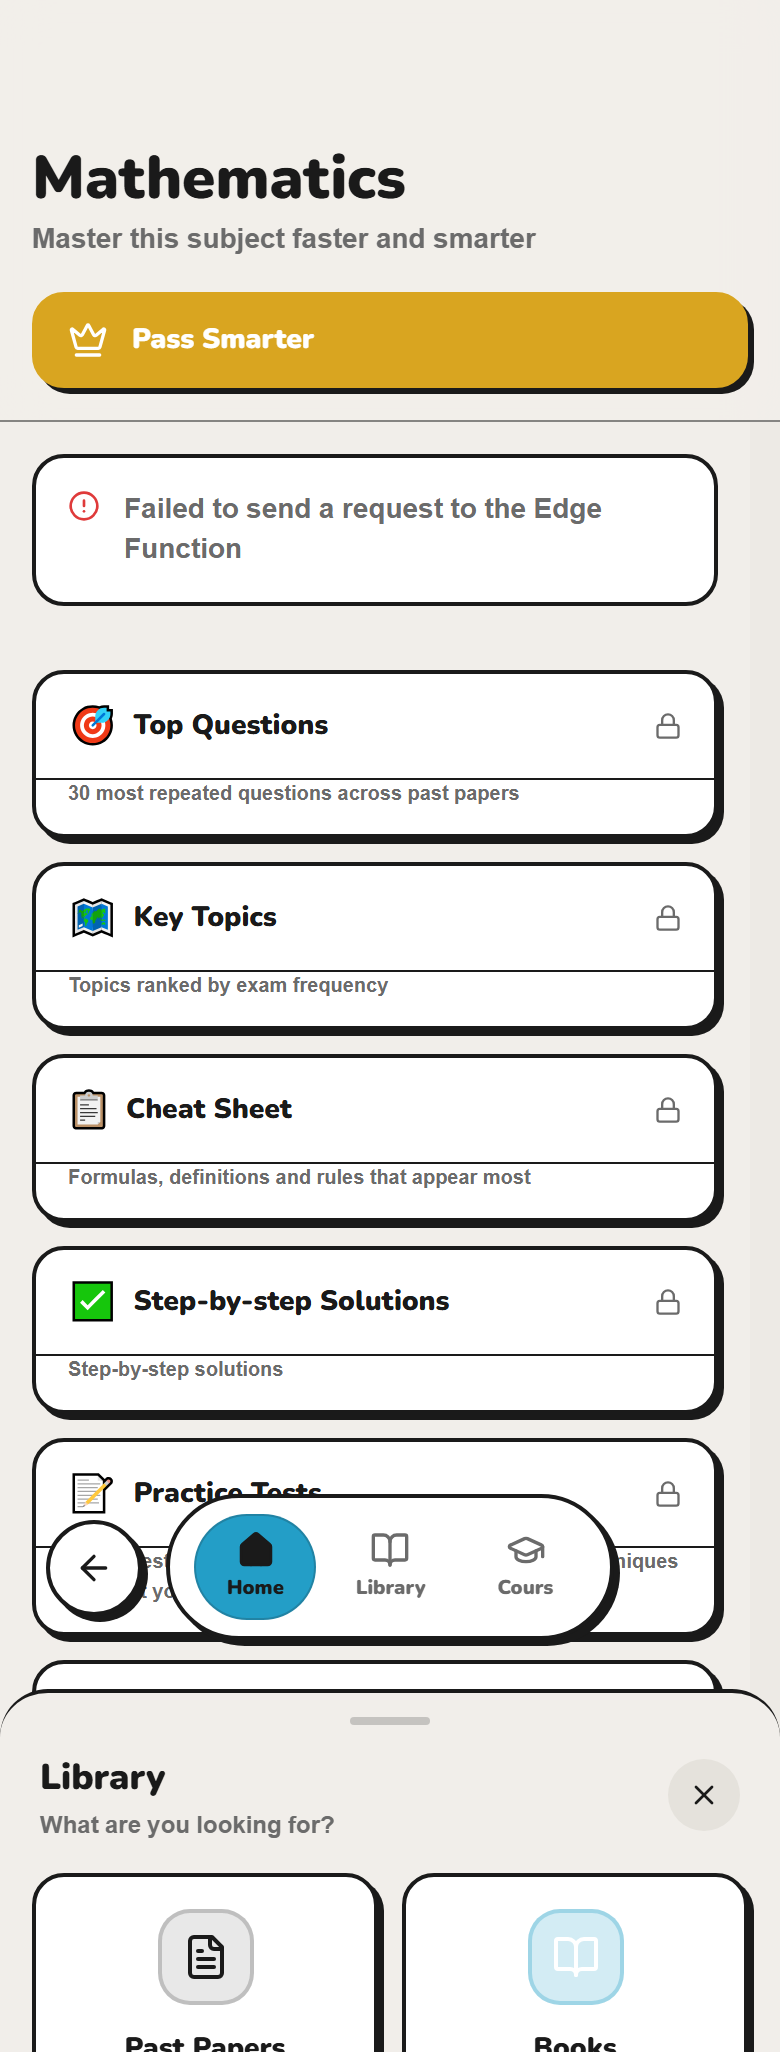 Mathematics
Master this subject faster and smarter
Pass Smarter
Failed to send a request to the Edge
Function
Top Questions
30 most repeated questions across past papers
Key Topics
Topics ranked by exam frequency
Cheat Sheet
Formulas, definitions and rules that appear most
Step-by-step Solutions
Step-by-step solutions
Practice Tests
Home
Library
Cours
Library
What are you looking for?
Past Papers
Books